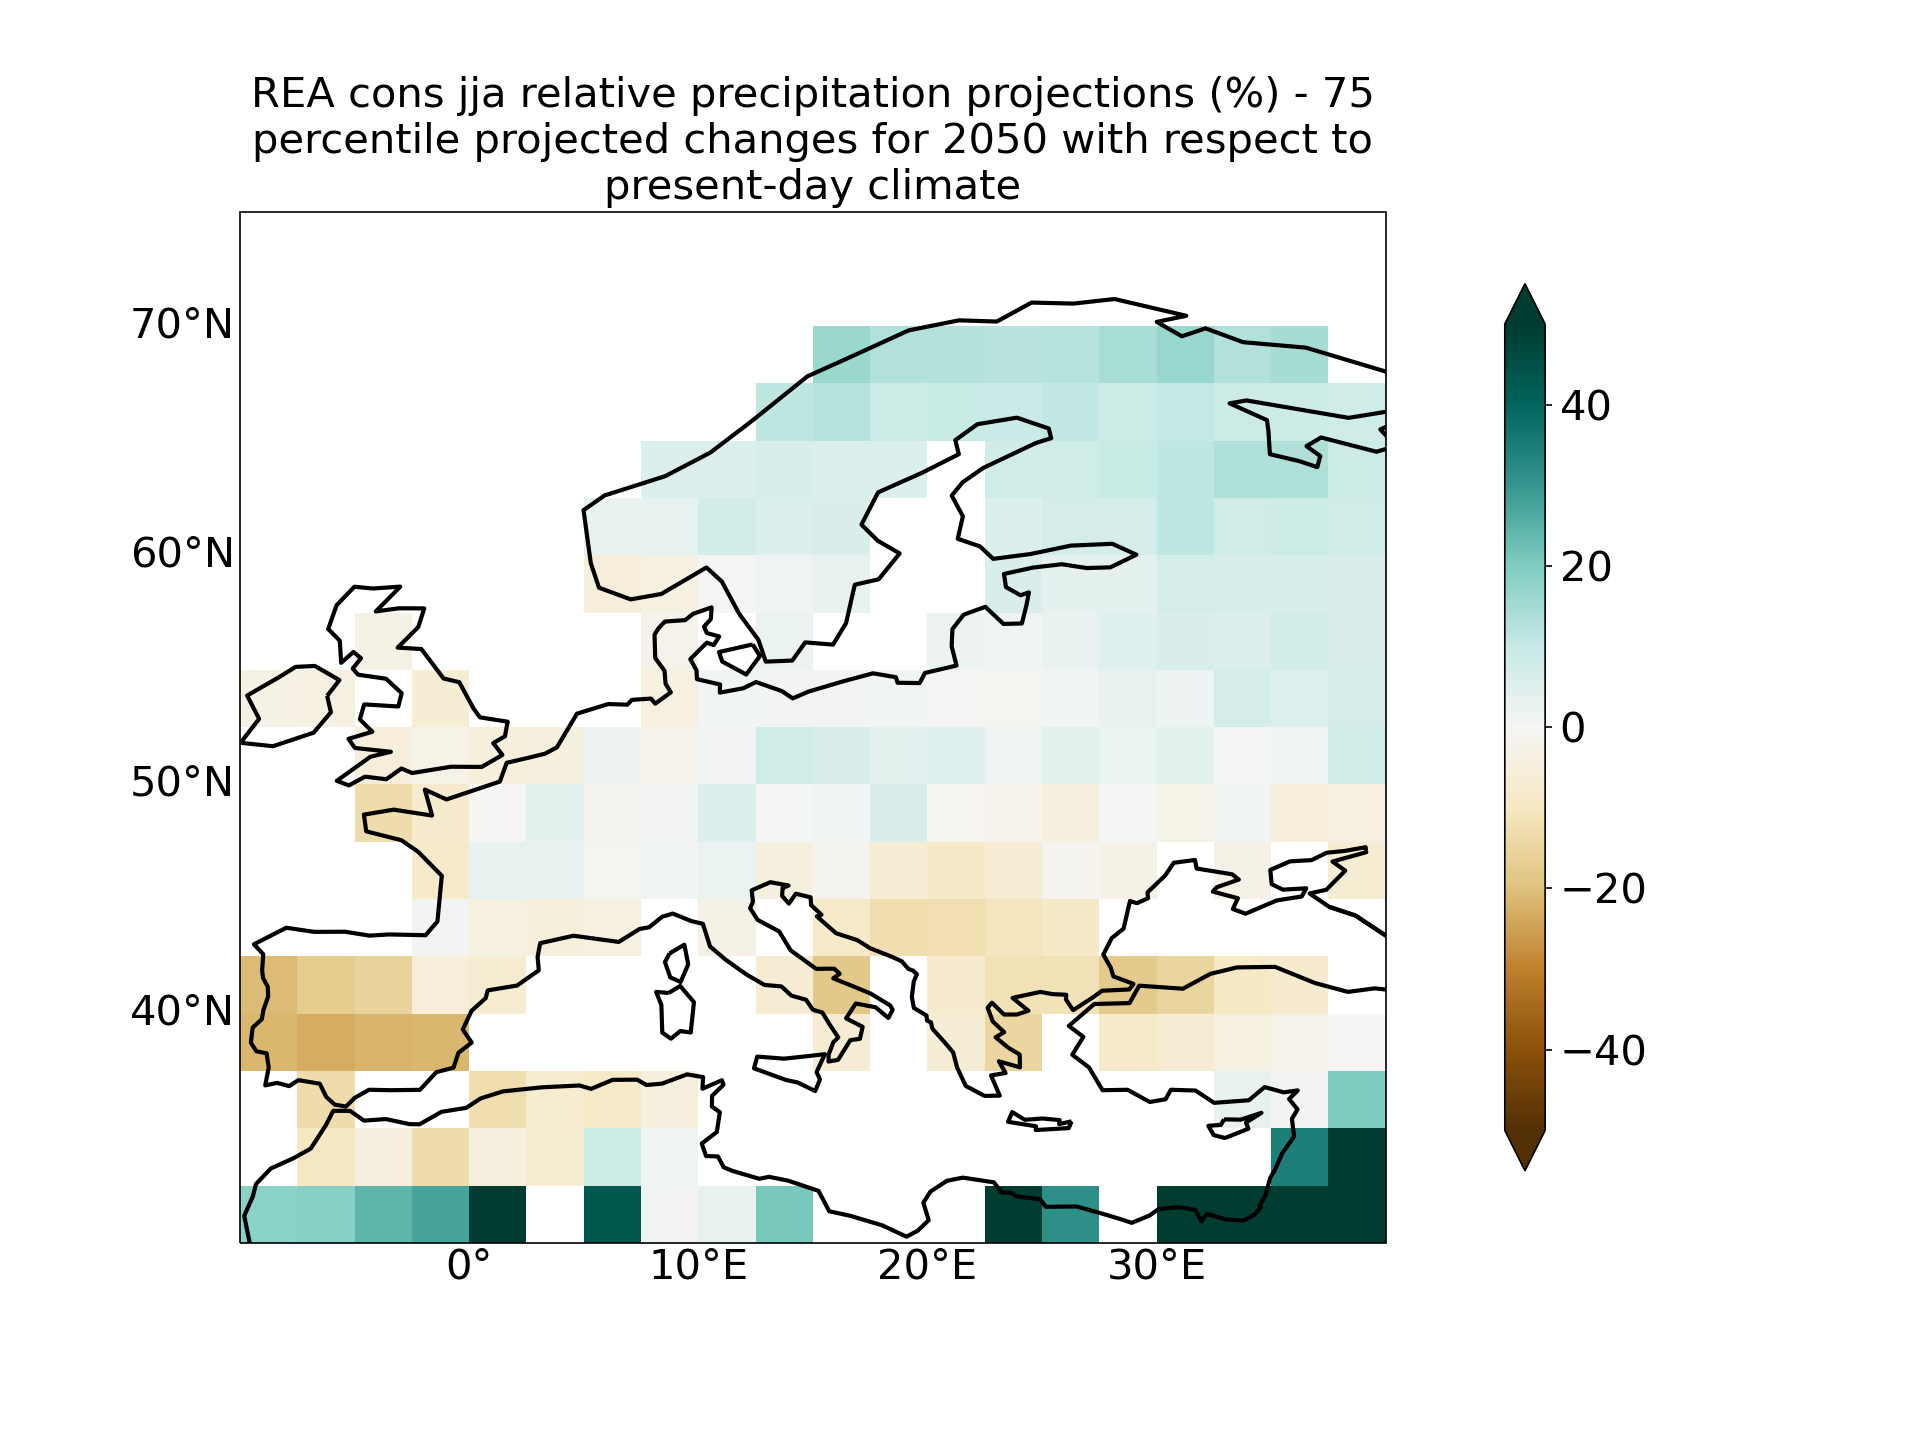 REA cons jja relative precipitation projections (%) - 75
percentile projected changes for 2050 with respect to
present-day climate
70°N
60°N
50°N
40°N
0°
10°E
20°E
30°E
40
20
0
−20
−40